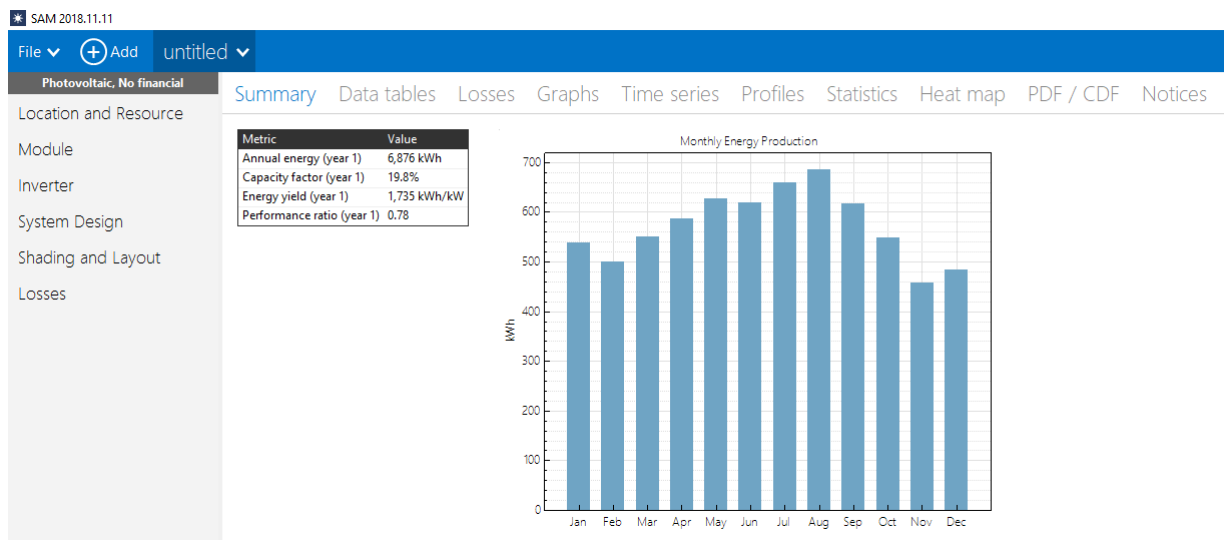 SAM 2018.11.11
File Add untitled
Photovoltaic, No financial
Location and Resource
Module
Inverter
System Design
Shading and Layout
Losses
Summary Data tables Losses Graphs Time series Profiles Statistics Heat map PDF / CDF Notices
Metric Value
Annual energy (year 1) 6,876 kWh
Capacity factor (year 1) 19.8%
Energy yield (year 1) 1,735 kWh/kW
Performance ratio (year 1) 0.78
Monthly Energy Production
700
600
500
400
300
200
100
0
kWh
Jan Feb Mar Apr May Jun Jul Aug Sep Oct Nov Dec